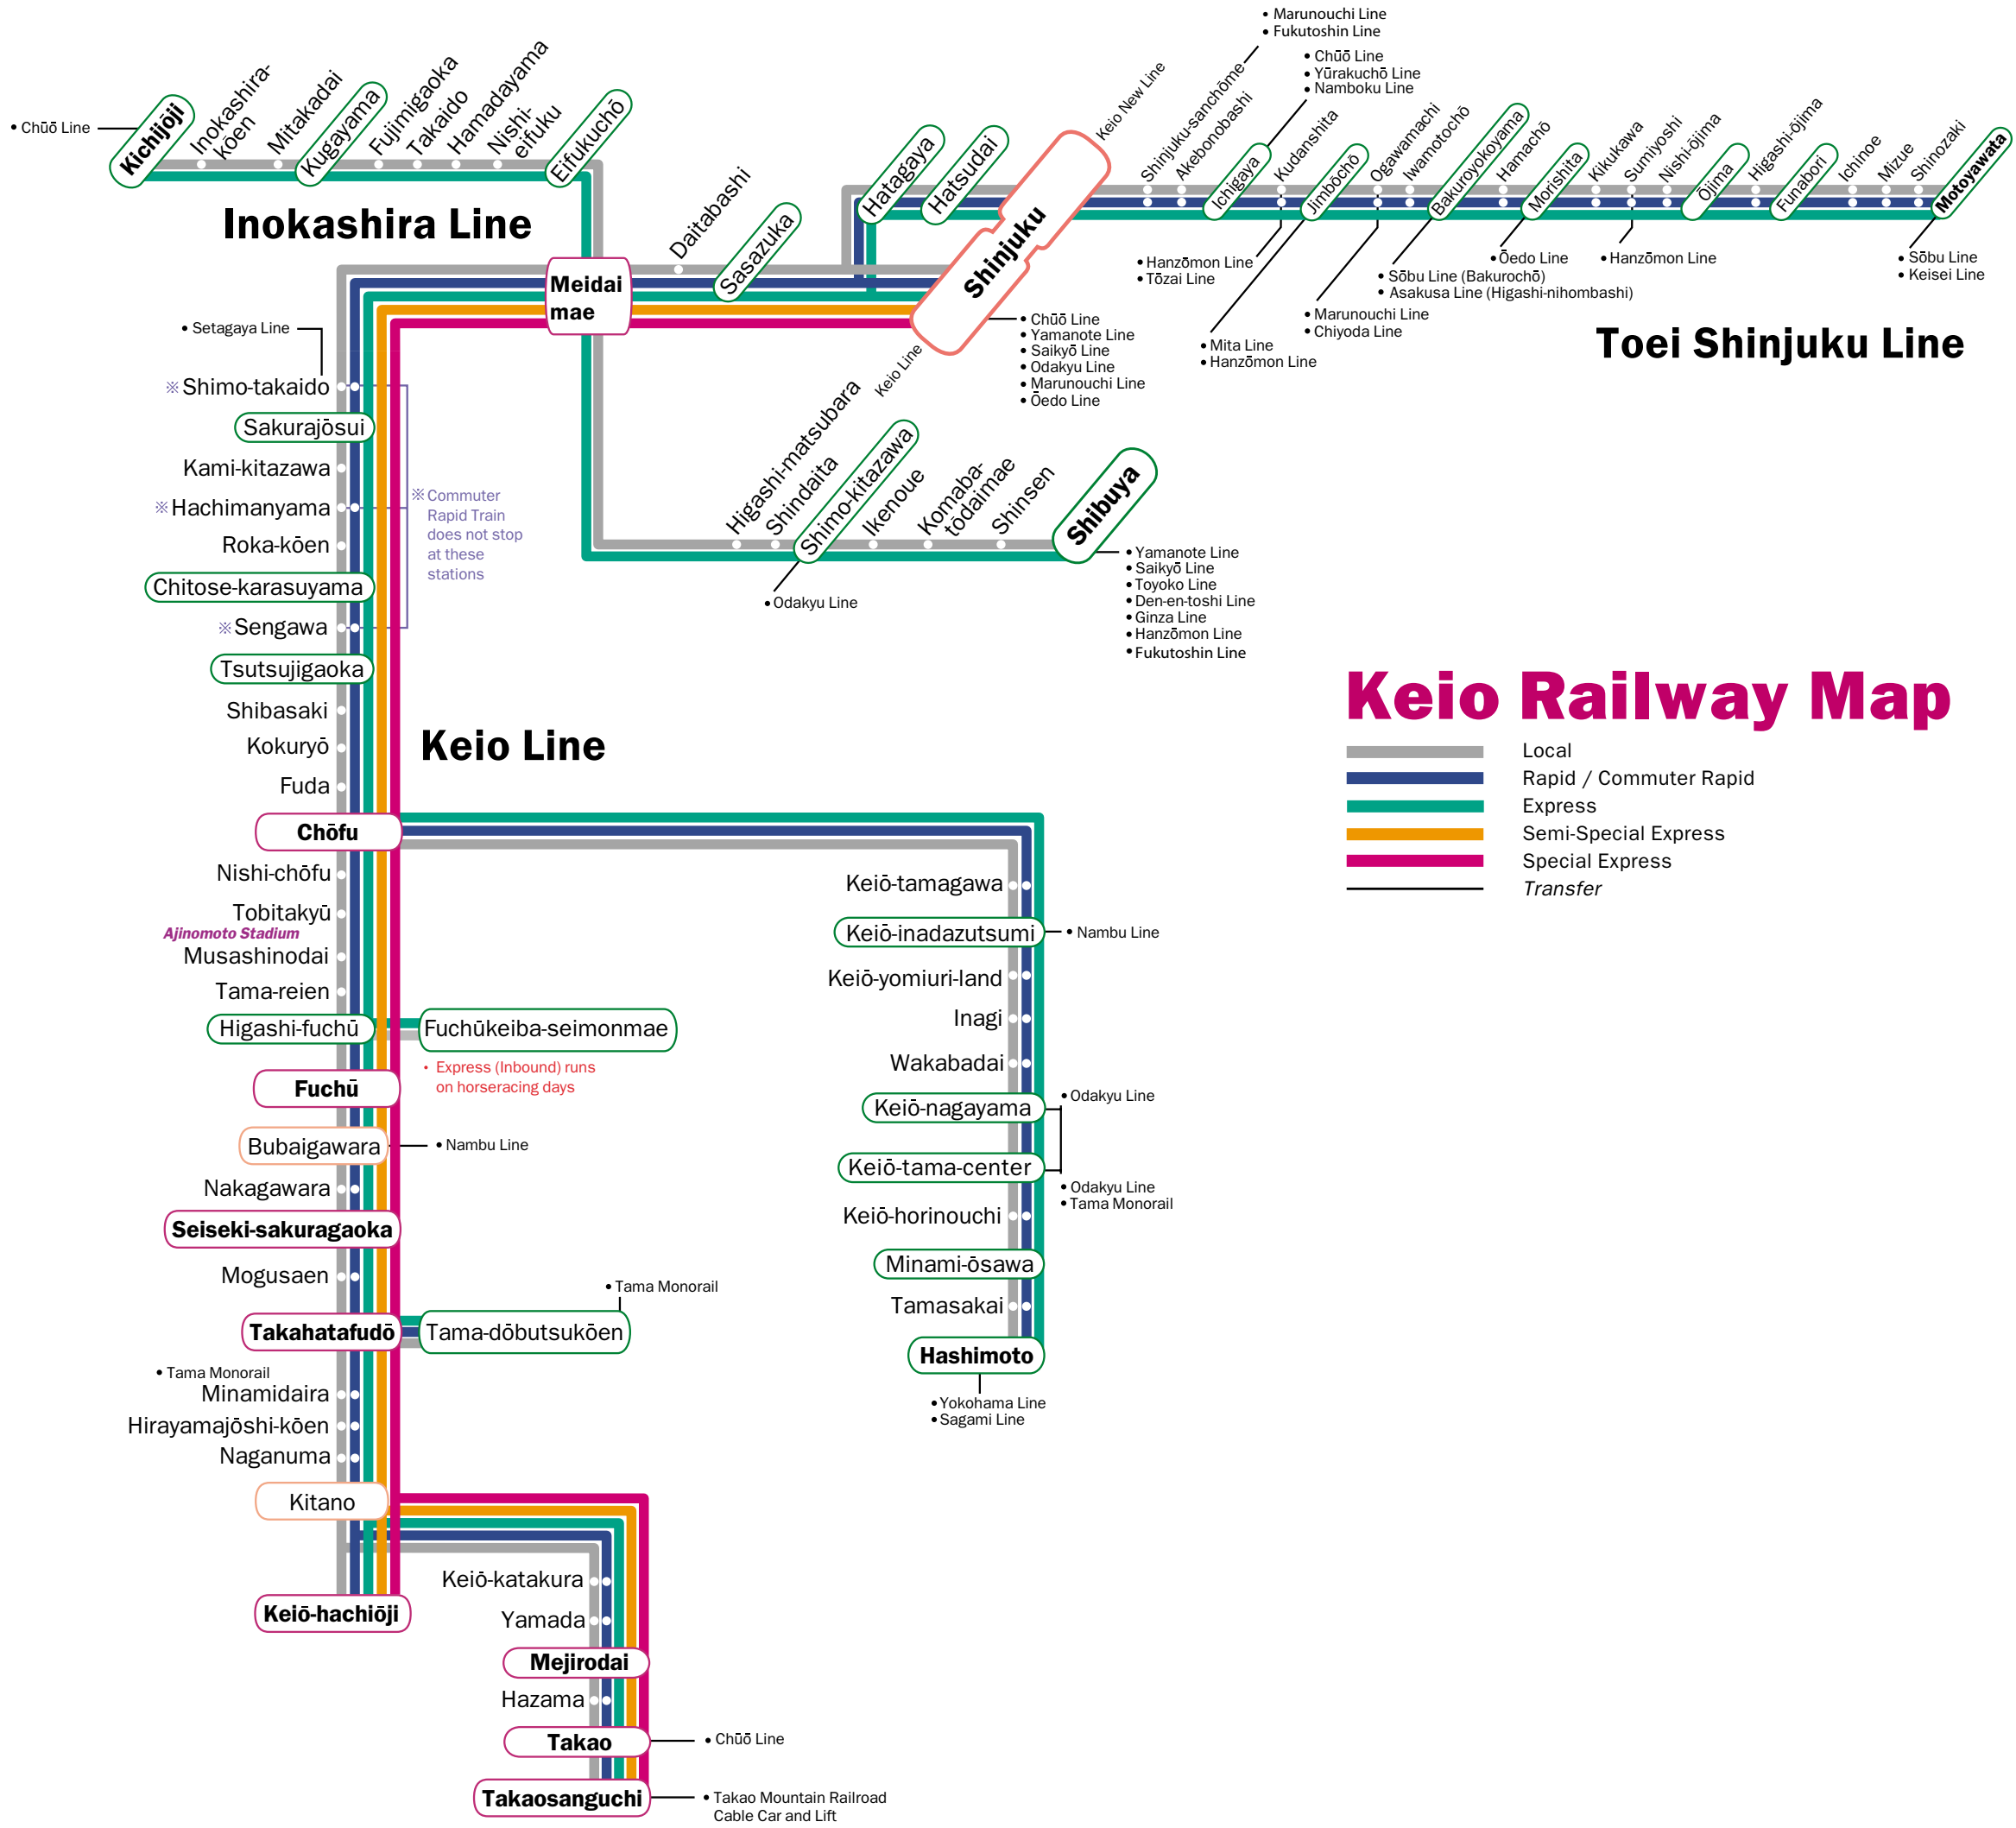 • Marunouchi Line
• Fukutoshin Line
• Chūō Line
• Yūrakuchō Line
• Namboku Line
• Chūō Line
Kichijōji
Inokashira-
kōen
Mitakadai
Kugayama
Fujimigaoka
Takaido
Hamadayama
Nishi-
eifuku
Eifukuchō
Inokashira Line
Daitabashi
Sasazuka
Hatagaya
Hatsudai
Shinjuku
Keio New Line
Keio Line
Shinjuku-sanchōme
Akebonobashi
Ichigaya
Kudanshita
Jimbōchō
Ogawamachi
Iwamotochō
Bakuroyokoyama
Hamachō
Morishita
Kikukawa
Sumiyoshi
Nishi-ōjima
Ōjima
Higashi-ōjima
Funabori
Ichinoe
Mizue
Shinozaki
Motoyawata
• Hanzōmon Line
• Tōzai Line
• Mita Line
• Hanzōmon Line
• Marunouchi Line
• Chiyoda Line
• Sōbu Line (Bakurochō)
• Asakusa Line (Higashi-nihombashi)
• Ōedo Line
• Hanzōmon Line
• Sōbu Line
• Keisei Line
Toei Shinjuku Line
Meidai
mae
• Chūō Line
• Yamanote Line
• Saikyō Line
• Odakyu Line
• Marunouchi Line
• Ōedo Line
• Setagaya Line
※Shimo-takaido
Sakurajōsui
Kami-kitazawa
※Hachimanyama
Roka-kōen
Chitose-karasuyama
※Sengawa
Tsutsujigaoka
Shibasaki
Kokuryō
Fuda
※Commuter
Rapid Train
does not stop
at these
stations
Higashi-matsubara
Shindaita
Shimo-kitazawa
Ikenoue
Komaba-
tōdaimae
Shinsen
Shibuya
• Odakyu Line
• Yamanote Line
• Saikyō Line
• Toyoko Line
• Den-en-toshi Line
• Ginza Line
• Hanzōmon Line
• Fukutoshin Line
Keio Railway Map
Local
Rapid / Commuter Rapid
Express
Semi-Special Express
Special Express
Transfer
Keio Line
Chōfu
Nishi-chōfu
Tobitakyū
Ajinomoto Stadium
Musashinodai
Tama-reien
Higashi-fuchū
Fuchūkeiba-seimonmae
• Express (Inbound) runs
on horseracing days
Fuchū
Bubaigawara
• Nambu Line
Nakagawara
Seiseki-sakuragaoka
Mogusaen
Takahatafudō
Tama-dōbutsukōen
• Tama Monorail
• Tama Monorail
Minamidaira
Hirayamajōshi-kōen
Naganuma
Kitano
Keiō-hachiōji
Keiō-tamagawa
Keiō-inadazutsumi
• Nambu Line
Keiō-yomiuri-land
Inagi
Wakabadai
Keiō-nagayama
• Odakyu Line
Keiō-tama-center
• Odakyu Line
• Tama Monorail
Keiō-horinouchi
Minami-ōsawa
Tamasakai
Hashimoto
• Yokohama Line
• Sagami Line
Keiō-katakura
Yamada
Mejirodai
Hazama
Takao
• Chūō Line
Takaosanguchi
• Takao Mountain Railroad
Cable Car and Lift